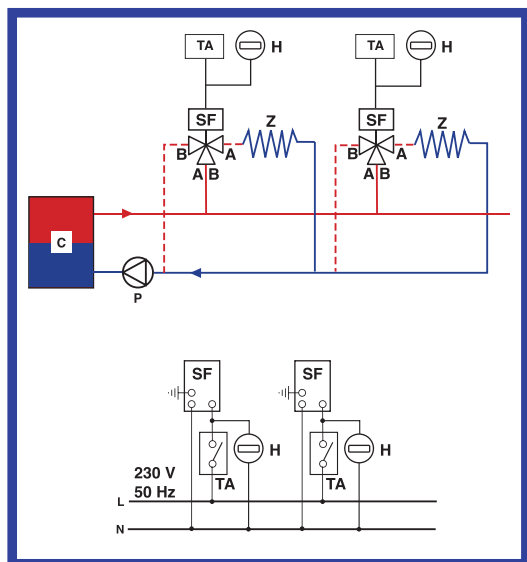 TA H TA H
SF SF
Z Z
B A B A
A B A B
C
P
SF SF
H H
TA TA
230 V
50 Hz
L
N